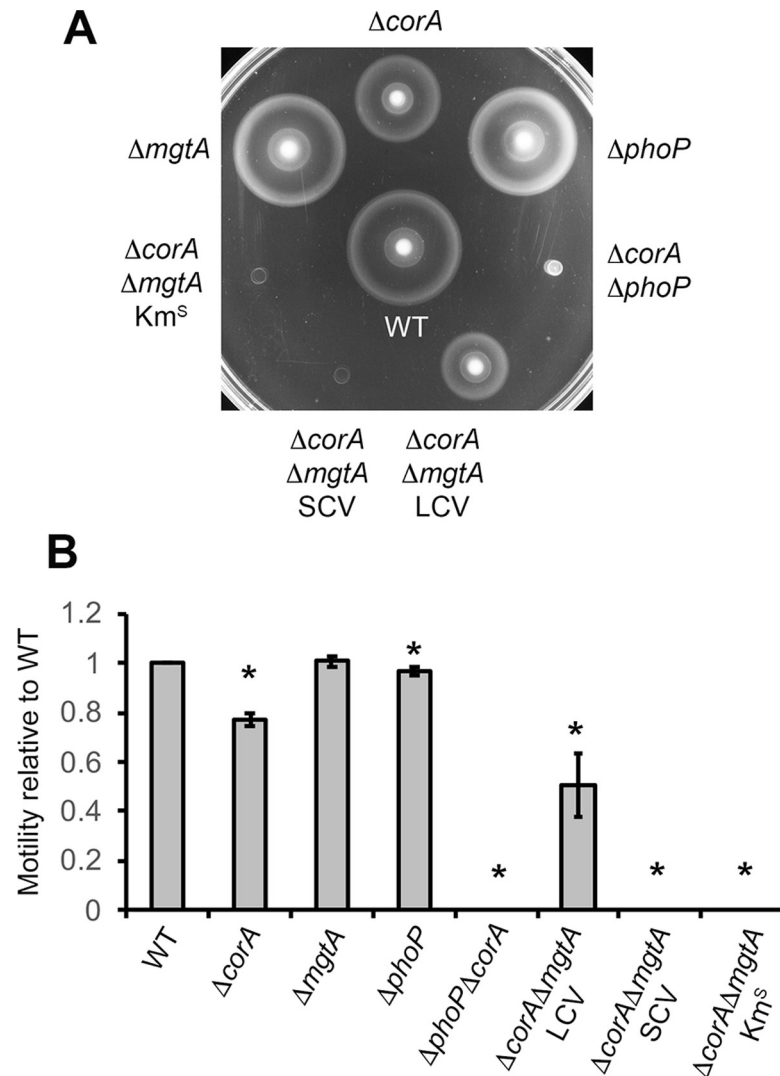 A
ΔcorA
ΔmgtA
ΔphoP
ΔcorA
ΔmgtA
Kmˢ
ΔcorA
ΔphoP
WT
ΔcorA
ΔmgtA
SCV
ΔcorA
ΔmgtA
LCV
B
Motility relative to WT
1.2
1
0.8
0.6
0.4
0.2
0
*
*
*
*
*
*
WT
ΔcorA
ΔmgtA
ΔphoP
ΔphoPΔcorA
ΔcorAΔmgtA
LCV
ΔcorAΔmgtA
SCV
ΔcorAΔmgtA
Kmˢ